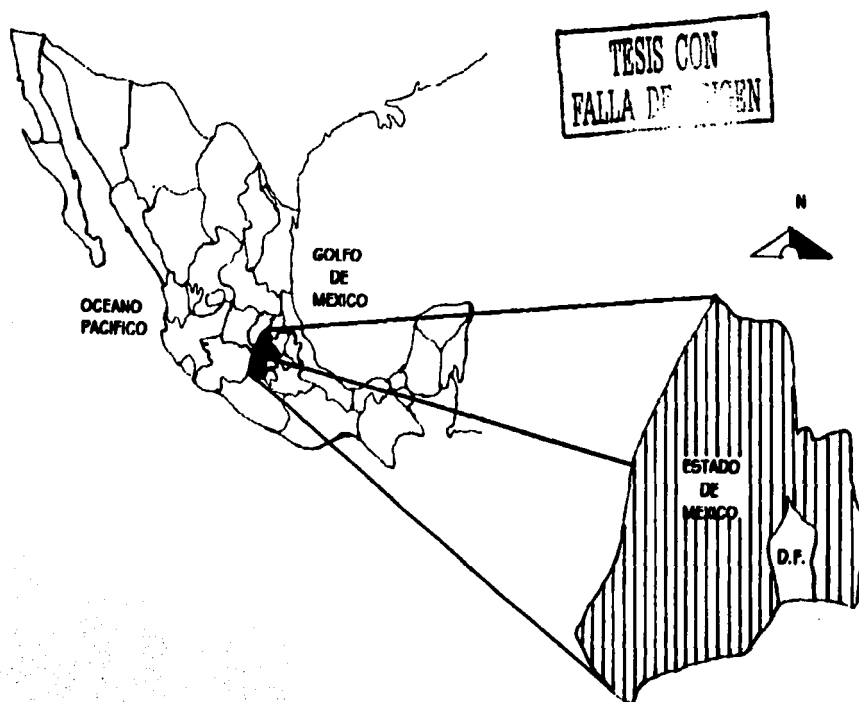 TESIS CON
FALLA DE
N
GOLFO
DE
MEXICO
OCEANO
PACIFICO
ESTADO
DE
MEXICO
D.F.